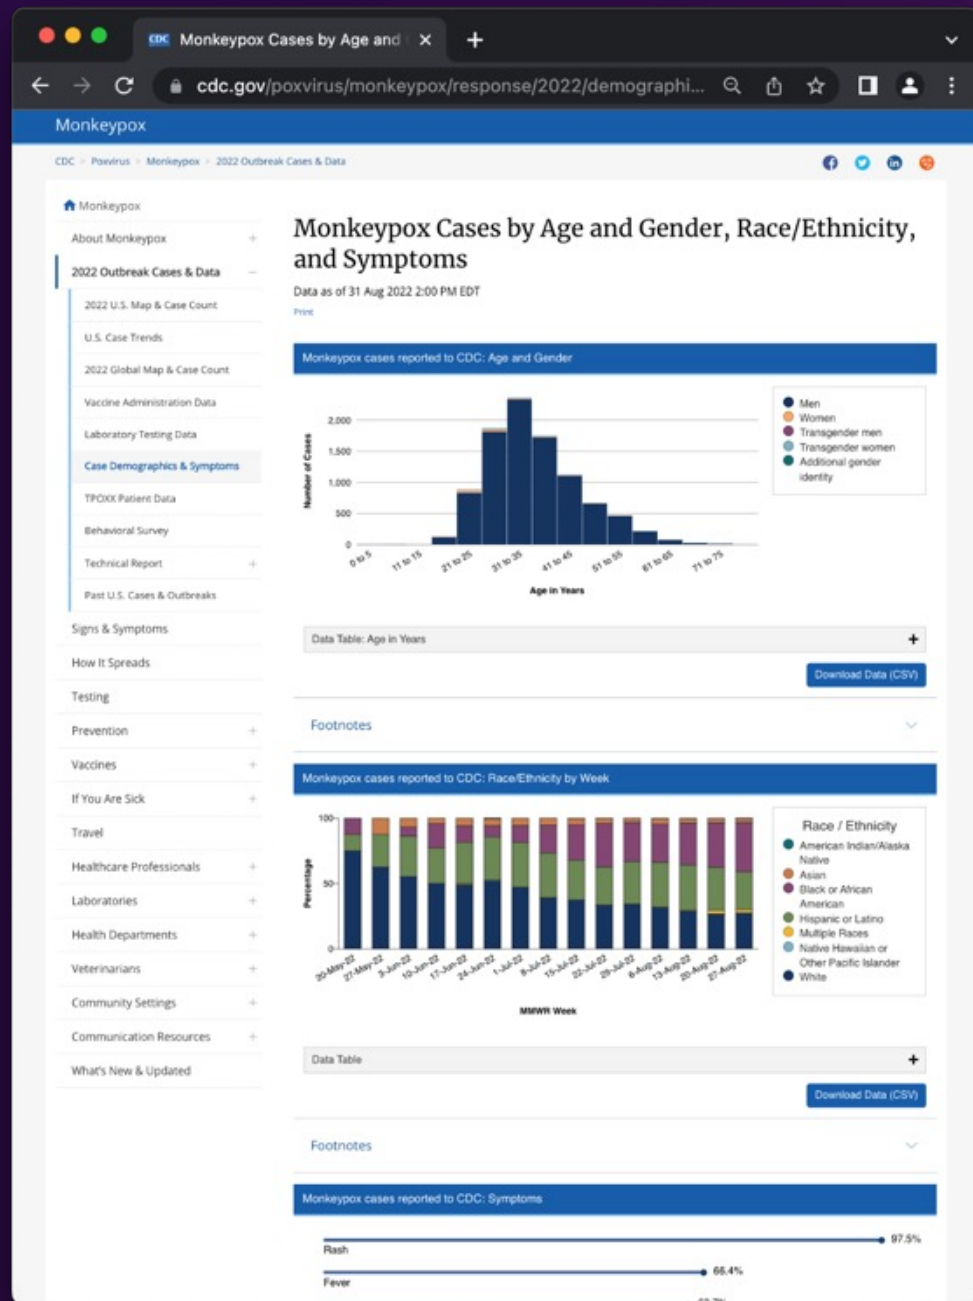 CDC Monkeypox Cases by Age and
cdc.gov/poxvirus/monkeypox/response/2022/demographi...
Monkeypox
CDC > Poxvirus > Monkeypox > 2022 Outbreak Cases & Data
Monkeypox
About Monkeypox
2022 Outbreak Cases & Data
2022 U.S. Map & Case Count
U.S. Case Trends
2022 Global Map & Case Count
Vaccine Administration Data
Laboratory Testing Data
Case Demographics & Symptoms
TPOXX Patient Data
Behavioral Survey
Technical Report
Past U.S. Cases & Outbreaks
Signs & Symptoms
How It Spreads
Testing
Prevention
Vaccines
If You Are Sick
Travel
Healthcare Professionals
Laboratories
Health Departments
Veterinarians
Community Settings
Communication Resources
What's New & Updated
Monkeypox Cases by Age and Gender, Race/Ethnicity,
and Symptoms
Data as of 31 Aug 2022 2:00 PM EDT
Print
Monkeypox cases reported to CDC: Age and Gender
Number of Cases
2,000
1,500
1,000
500
0
0 to 5 11 to 15 21 to 25 31 to 35 41 to 45 51 to 55 61 to 65 71 to 75
Age in Years
Men
Women
Transgender men
Transgender women
Additional gender
identity
Data Table: Age in Years
Download Data (CSV)
Footnotes
Monkeypox cases reported to CDC: Race/Ethnicity by Week
Percentage
100
50
0
20-May-22 27-May-22 3-Jun-22 10-Jun-22 17-Jun-22 24-Jun-22 1-Jul-22 8-Jul-22 15-Jul-22 22-Jul-22 29-Jul-22 6-Aug-22 13-Aug-22 20-Aug-22 27-Aug-22
MMWR Week
Race / Ethnicity
American Indian/Alaska
Native
Asian
Black or African
American
Hispanic or Latino
Multiple Races
Native Hawaiian or
Other Pacific Islander
White
Data Table
Download Data (CSV)
Footnotes
Monkeypox cases reported to CDC: Symptoms
97.5%
Rash
66.4%
Fever